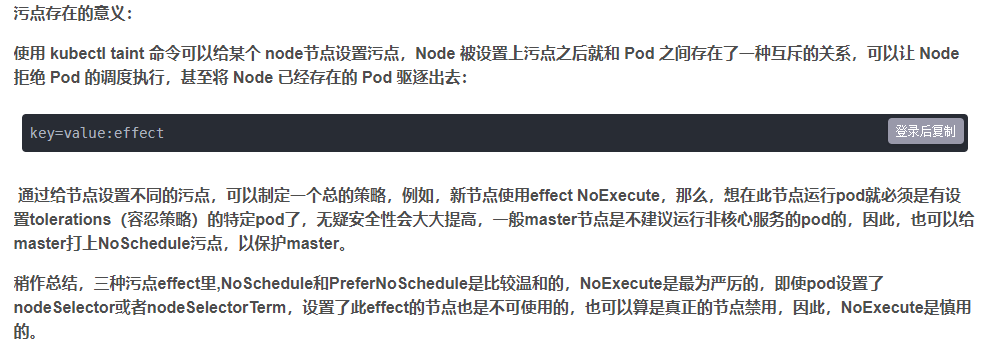 污点存在的意义：
使用 kubectl taint 命令可以给某个 node节点设置污点，Node 被设置上污点之后就和 Pod 之间存在了一种互斥的关系，可以让 Node
拒绝 Pod 的调度执行，甚至将 Node 已经存在的 Pod 驱逐出去：
key=value:effect
登录后复制
通过给节点设置不同的污点，可以制定一个总的策略，例如，新节点使用effect NoExecute，那么，想在此节点运行pod就必须是有设
置tolerations（容忍策略）的特定pod了，无疑安全性会大大提高，一般master节点是不建议运行非核心服务的pod的，因此，也可以给
master打上NoSchedule污点，以保护master。
稍作总结，三种污点effect里,NoSchedule和PreferNoSchedule是比较温和的，NoExecute是最为严厉的，即使pod设置了
nodeSelector或者nodeSelectorTerm，设置了此effect的节点也是不可使用的，也可以算是真正的节点禁用，因此，NoExecute是慎用
的。